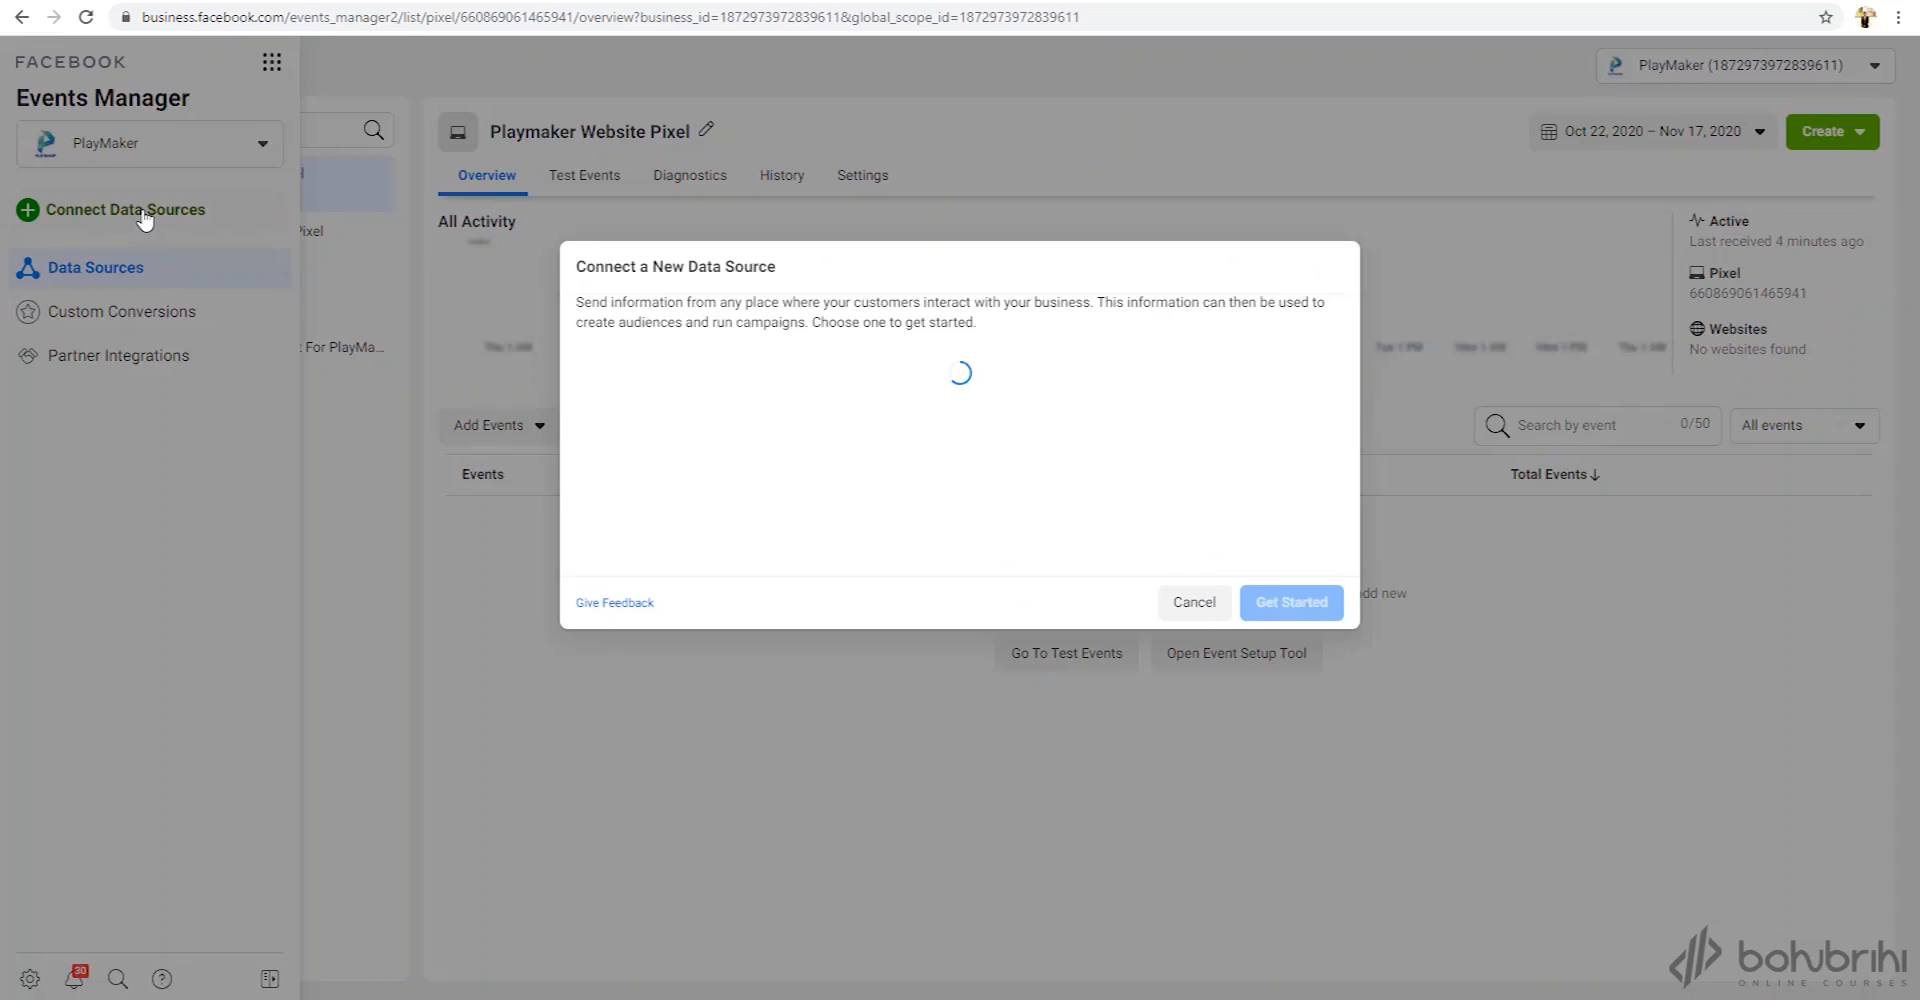 business.facebook.com/events_manager2/list/pixel/660869061465941/overview?business_id=1872973972839611&global_scope_id=1872973972839611
FACEBOOK
Events Manager
PlayMaker
Connect Data Sources
Data Sources
Custom Conversions
Partner Integrations
30
Pixel
: For PlayMa...
PlayMaker (1872973972839611)
Playmaker Website Pixel
Oct 22, 2020 – Nov 17, 2020
Create
Overview
Test Events
Diagnostics
History
Settings
All Activity
Active
Last received 4 minutes ago
Pixel
660869061465941
Websites
No websites found
Connect a New Data Source
Send information from any place where your customers interact with your business. This information can then be used to
create audiences and run campaigns. Choose one to get started.
Give Feedback
Cancel
Get Started
Add Events
Search by event
0/50
All events
Events
Total Events
new
Go To Test Events
Open Event Setup Tool
bohubrihi
ONLINE COURSES